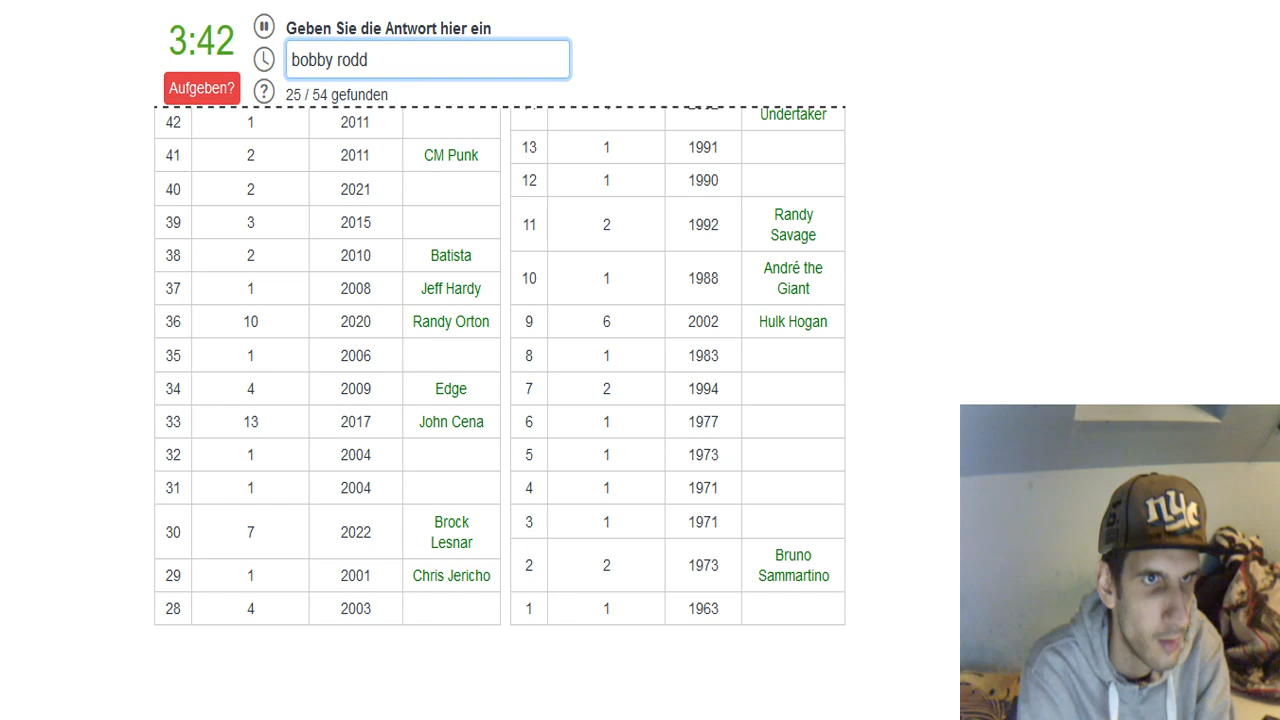 3:42
Geben Sie die Antwort hier ein
bobby rodd
Aufgeben?
25 / 54 gefunden
42 1 2011
41 2 2011 CM Punk
40 2 2021
39 3 2015
38 2 2010 Batista
37 1 2008 Jeff Hardy
36 10 2020 Randy Orton
35 1 2006
34 4 2009 Edge
33 13 2017 John Cena
32 1 2004
31 1 2004
30 7 2022 Brock
Lesnar
29 1 2001 Chris Jericho
28 4 2003
Undertaker
13 1 1991
12 1 1990
11 2 1992 Randy
Savage
10 1 1988 André the
Giant
9 6 2002 Hulk Hogan
8 1 1983
7 2 1994
6 1 1977
5 1 1973
4 1 1971
3 1 1971
2 2 1973 Bruno
Sammartino
1 1 1963
nyc